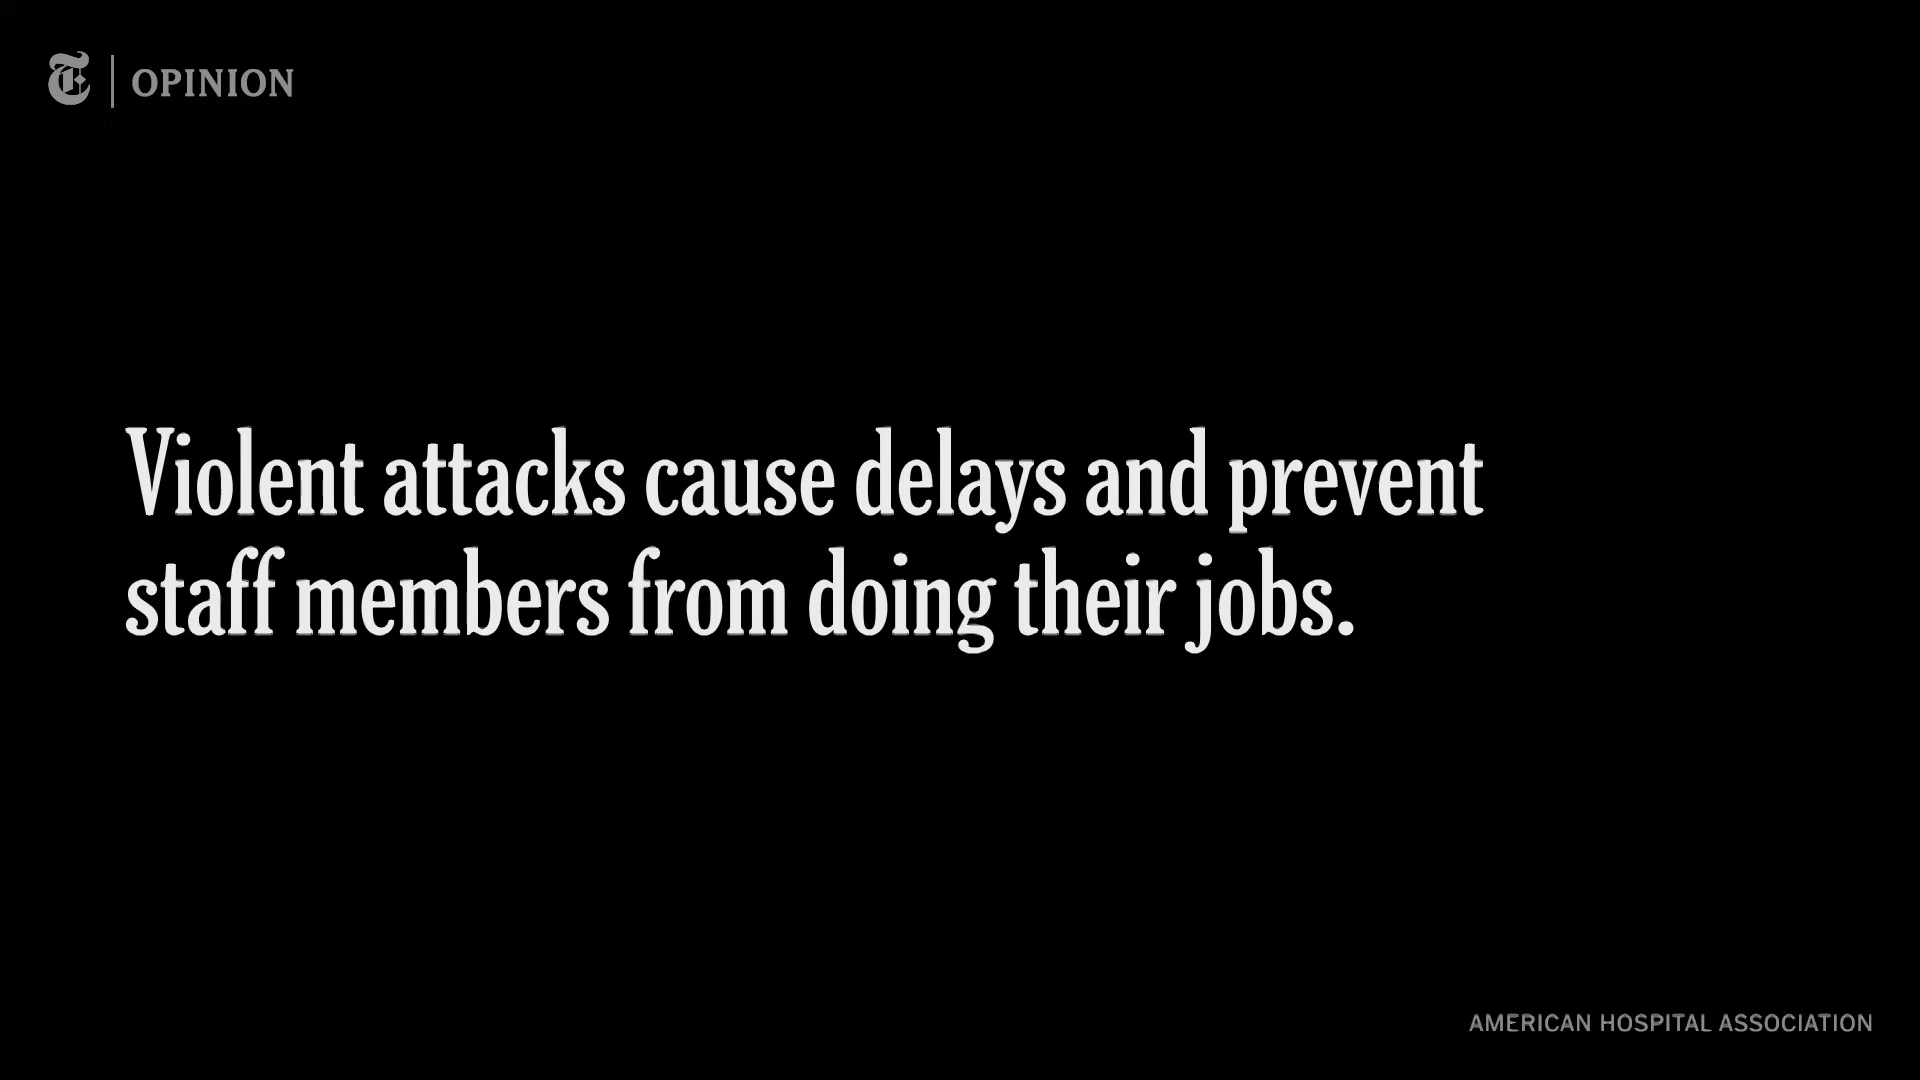 T | OPINION
Violent attacks cause delays and prevent
staff members from doing their jobs.
AMERICAN HOSPITAL ASSOCIATION